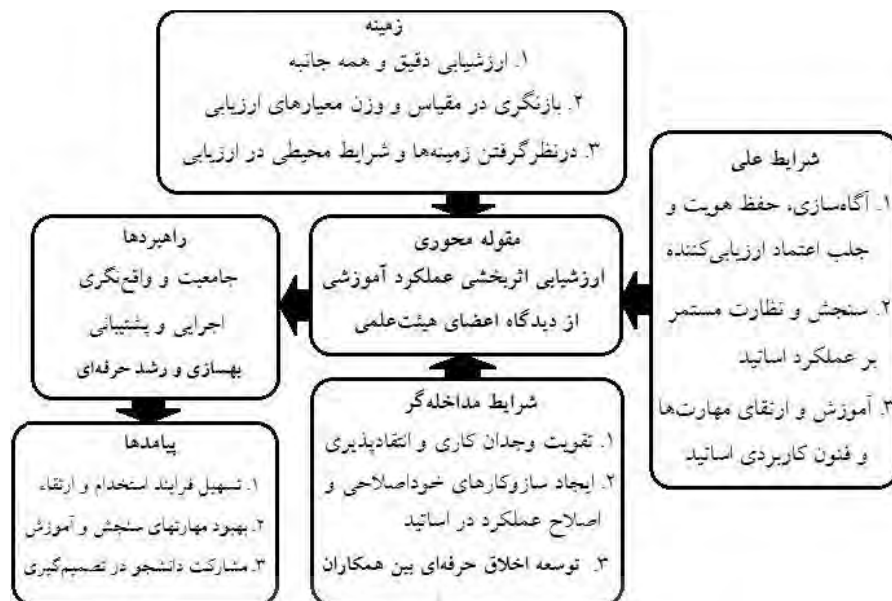 زمینه
۱. ارزشیابی دقیق و همه جانبه
۲. بازنگری در مقیاس و وزن معیارهای ارزیابی
۳. درنظرگرفتن زمینه‌ها و شرایط محیطی در ارزیابی
شرایط علی
۱. آگاه‌سازی، حفظ هویت و
جلب اعتماد ارزیابی‌کننده
۲. سنجش و نظارت مستمر
بر عملکرد اساتید
۳. آموزش و ارتقای مهارت‌ها
و فنون کاربردی اساتید
مقوله محوری
ارزشیابی اثربخشی عملکرد آموزشی
از دیدگاه اعضای هیئت‌علمی
راهبردها
جامعیت و واقع‌نگری
اجرایی و پشتیبانی
بهسازی و رشد حرفه‌ای
شرایط مداخله‌گر
۱. تقویت وجدان کاری و انتقادپذیری
۲. ایجاد سازوکارهای خوداصلاحی و
اصلاح عملکرد در اساتید
۳. توسعه اخلاق حرفه‌ای بین همکاران
پیامدها
۱. تسهیل فرایند استخدام و ارتقاء
۲. بهبود مهارتهای سنجش و آموزش
۳. مشارکت دانشجو در تصمیم‌گیری